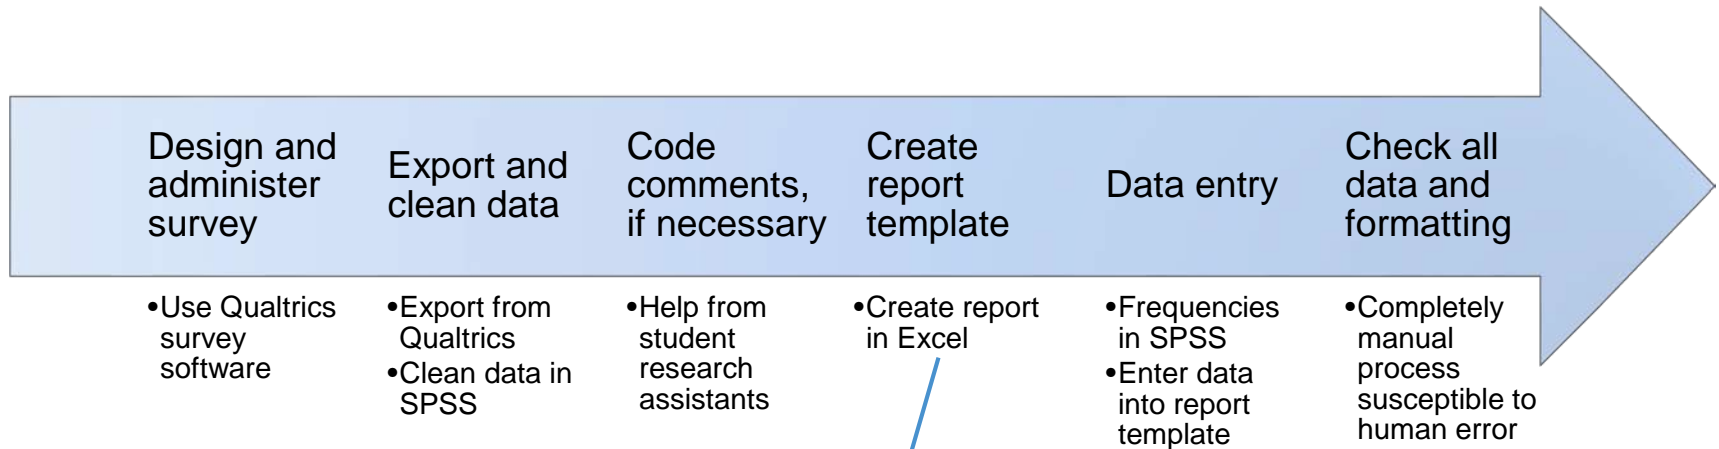 Design and
administer
survey
Export and
clean data
Code
comments,
if necessary
Create
report
template
Data entry
Check all
data and
formatting
•Use Qualtrics
survey
software
•Export from
Qualtrics
•Clean data in
SPSS
•Help from
student
research
assistants
•Create report
in Excel
•Frequencies
in SPSS
•Enter data
into report
template
•Completely
manual
process
susceptible to
human error